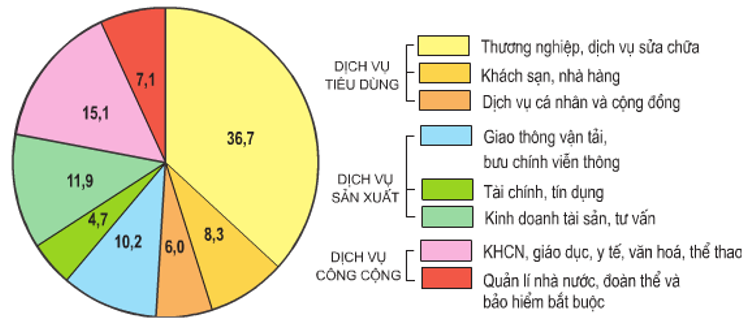 36,7
8,3
6,0
10,2
4,7
11,9
15,1
7,1
DỊCH VỤ
TIÊU DÙNG
Thương nghiệp, dịch vụ sửa chữa
Khách sạn, nhà hàng
Dịch vụ cá nhân và cộng đồng
DỊCH VỤ
SẢN XUẤT
Giao thông vận tải,
bưu chính viễn thông
Tài chính, tín dụng
Kinh doanh tài sản, tư vấn
DỊCH VỤ
CÔNG CỘNG
KHCN, giáo dục, y tế, văn hoá, thể thao
Quản lí nhà nước, đoàn thể và
bảo hiểm bắt buộc